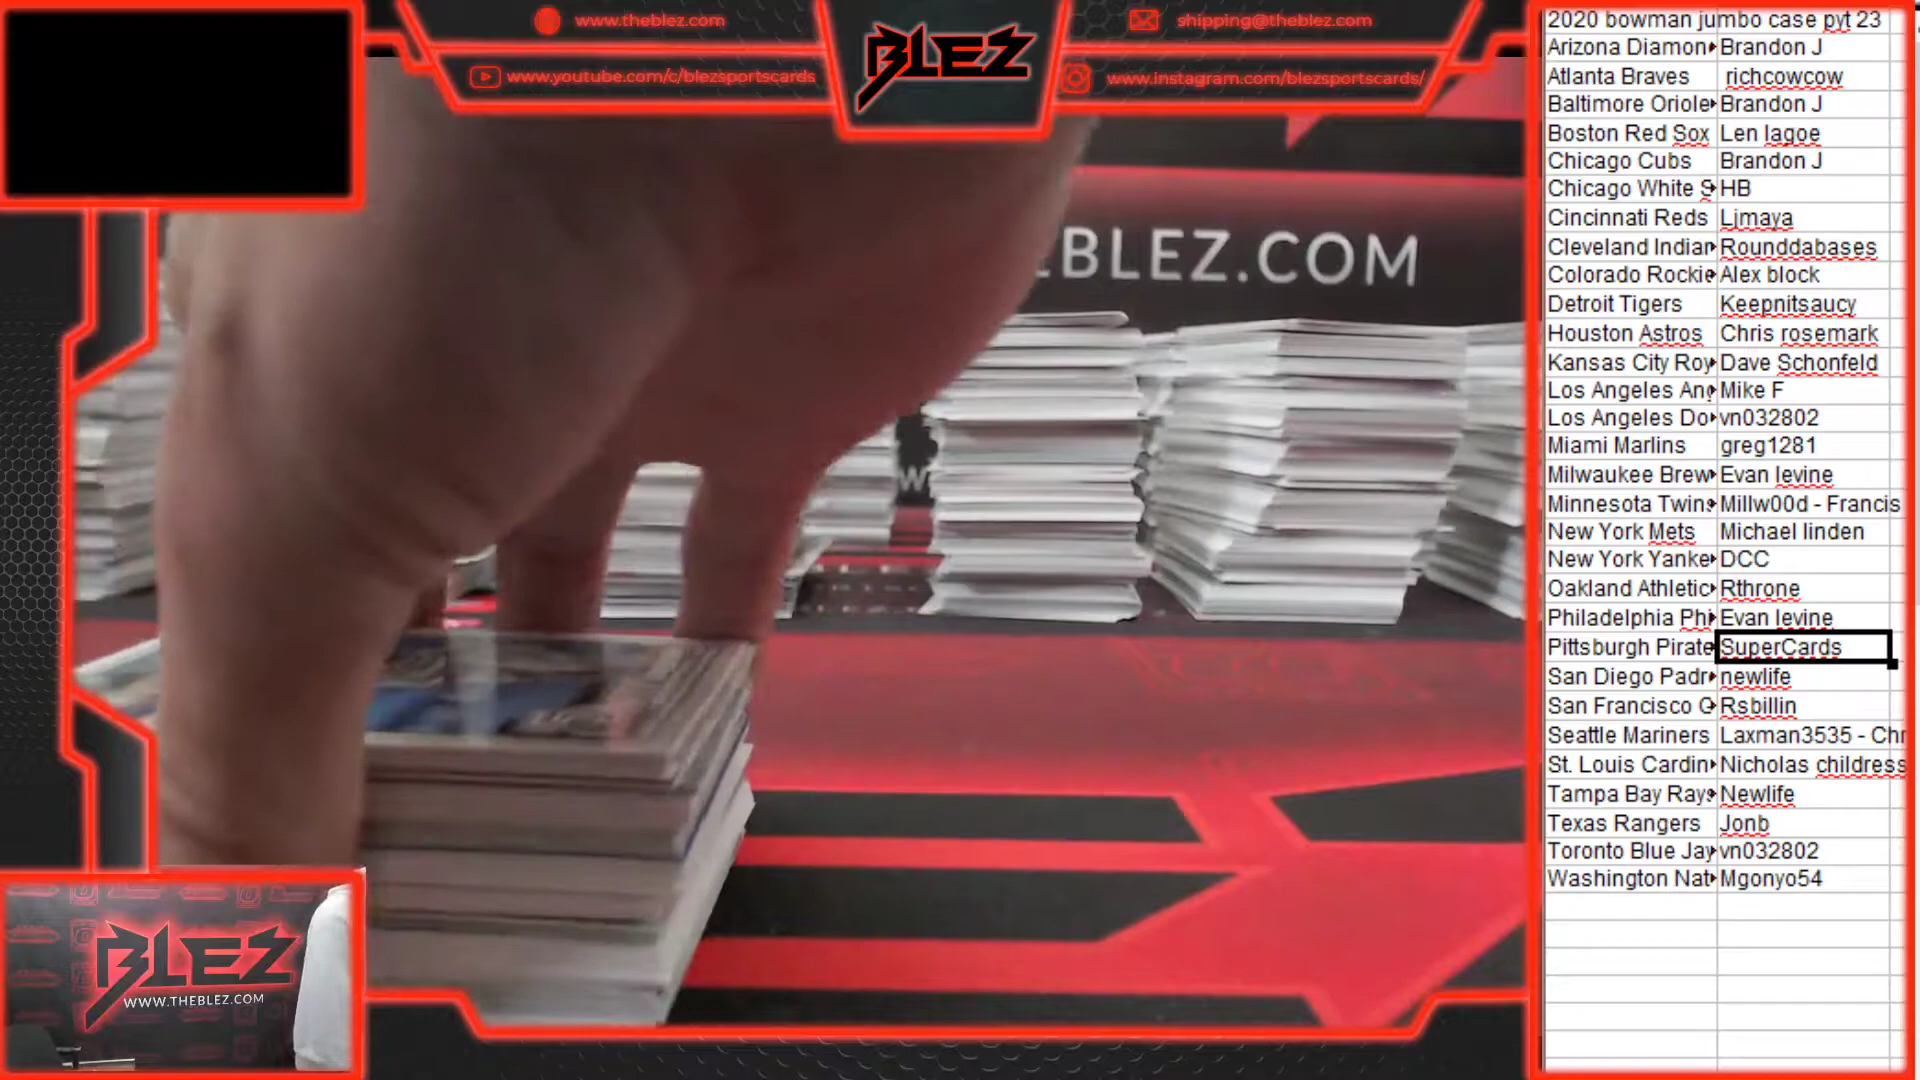 www.theblez.com
www.youtube.com/c/blezsportscards
BLEZ
shipping@theblez.com
www.instagram.com/blezsportscards/
BLEZ.COM
BLEZ
WWW.THEBLEZ.COM
2020 bowman jumbo case pyt 23
Arizona Diamon Brandon J
Atlanta Braves richcowcow
Baltimore Oriole Brandon J
Boston Red Sox Len lagoe
Chicago Cubs Brandon J
Chicago White S HB
Cincinnati Reds Ljmaya
Cleveland Indian Rounddabases
Colorado Rockie Alex block
Detroit Tigers Keepnitsaucy
Houston Astros Chris rosemark
Kansas City Roy Dave Schonfeld
Los Angeles Ang Mike F
Los Angeles Do vn032802
Miami Marlins greg1281
Milwaukee Brew Evan levine
Minnesota Twins Millw00d - Francis
New York Mets Michael linden
New York Yanke DCC
Oakland Athletic Rthrone
Philadelphia Phi Evan levine
Pittsburgh Pirate SuperCards
San Diego Padr newlife
San Francisco G Rsbillin
Seattle Mariners Laxman3535 - Chr
St. Louis Cardin Nicholas childress
Tampa Bay Rays Newlife
Texas Rangers Jonb
Toronto Blue Jay vn032802
Washington Nat Mgonyo54